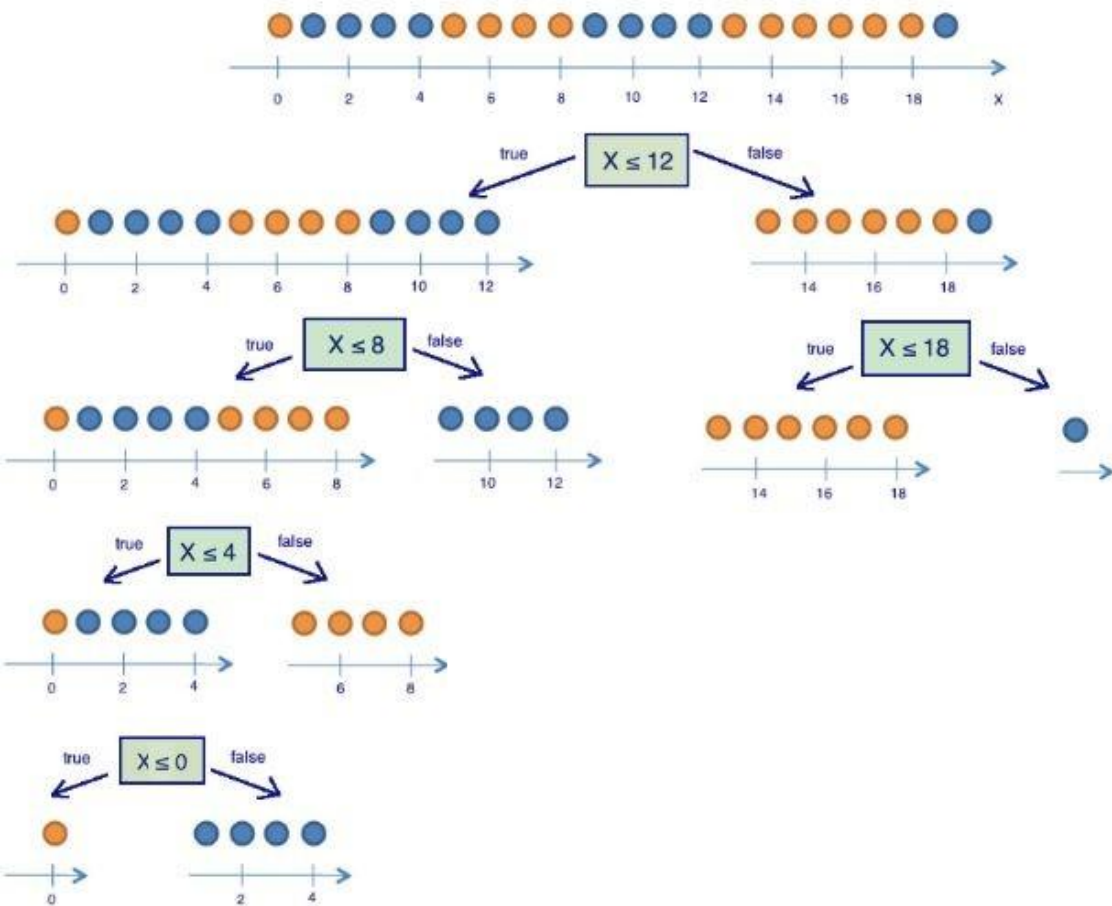 0 2 4 6 8 10 12 14 16 18 X
true X ≤ 12 false
0 2 4 6 8 10 12
14 16 18
true X ≤ 8 false
true X ≤ 18 false
0 2 4 6 8
10 12
14 16 18
true X ≤ 4 false
0 2 4
6 8
true X ≤ 0 false
0
2 4